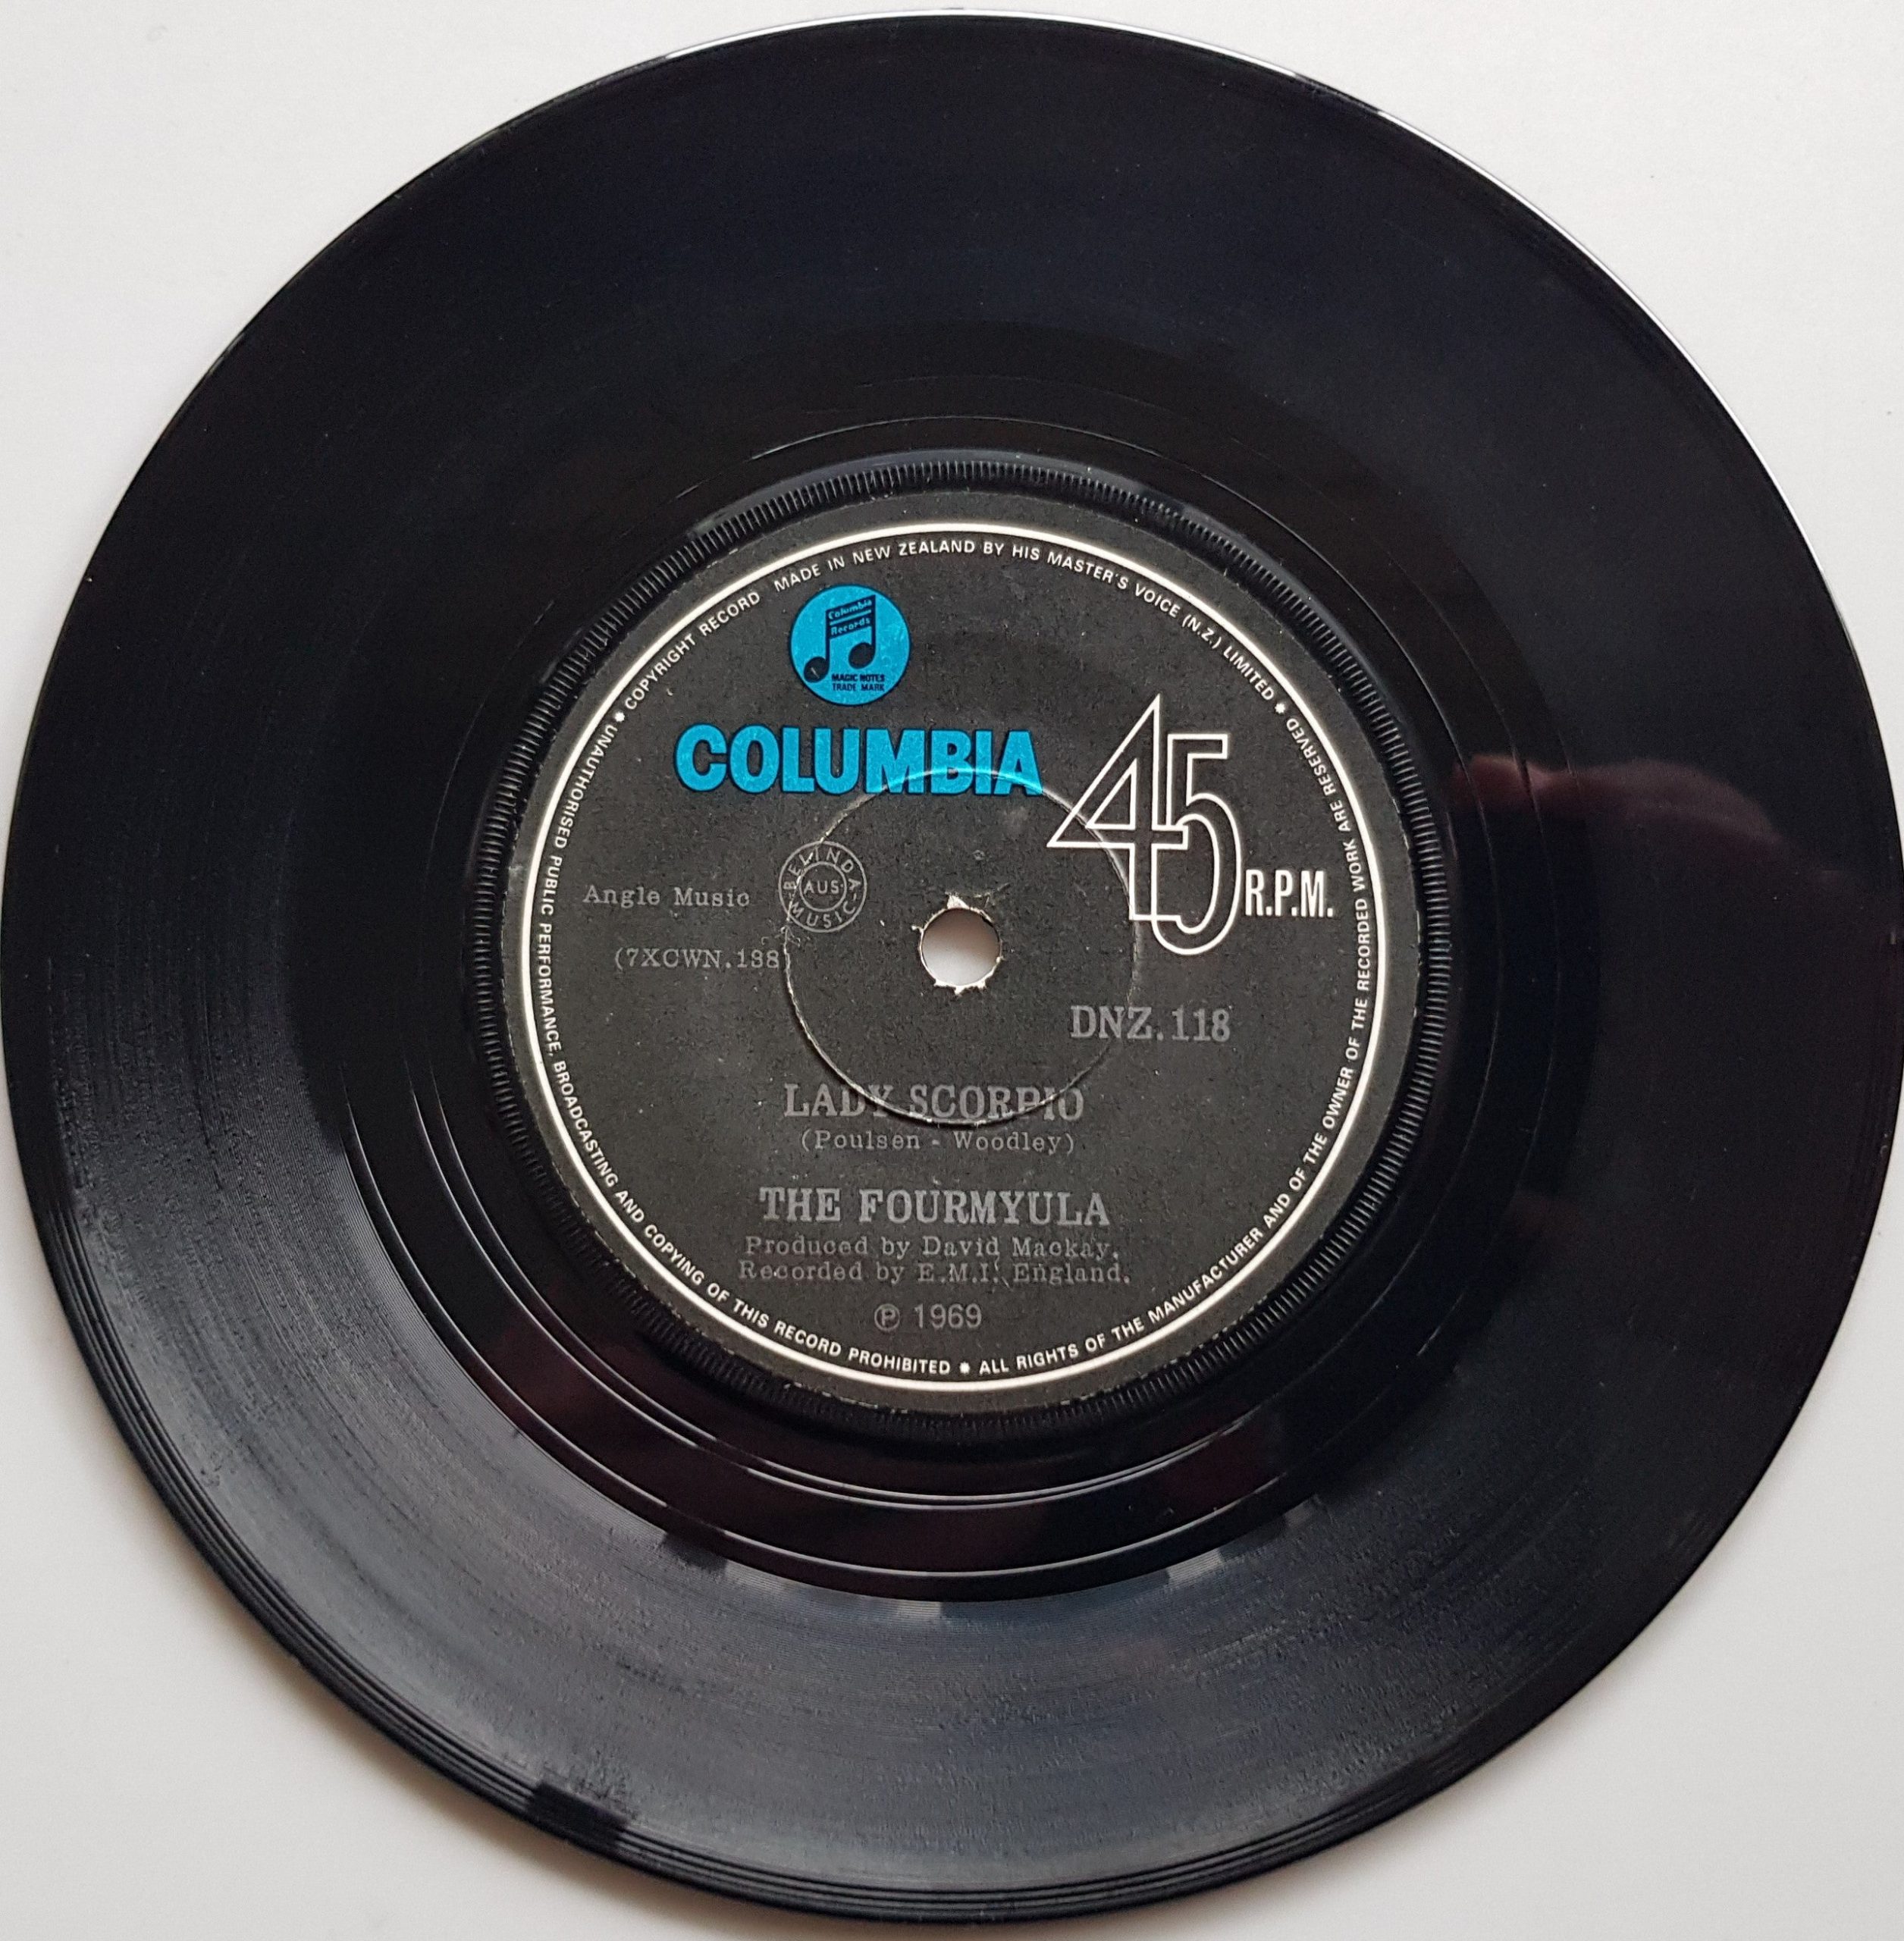 ✷ COPYRIGHT RECORD MADE IN NEW ZEALAND BY HIS MASTER'S VOICE (N.Z.) LIMITED ✷
Columbia
Records
MAGIC NOTES
TRADE MARK
COLUMBIA
45 R.P.M.
Angle Music
BELINDA MUSIC-
AUS
(7XCWN.138
DNZ.118
LADY SCORPIO
(Poulsen - Woodley)
THE FOURMYULA
Produced by David Mackay.
Recorded by E.M.I. England.
℗ 1969
UNAUTHORISED PUBLIC PERFORMANCE, BROADCASTING AND COPYING OF THIS RECORD PROHIBITED ✷ ALL RIGHTS OF THE MANUFACTURER AND OF THE OWNER OF THE RECORDED WORK ARE RESERVED